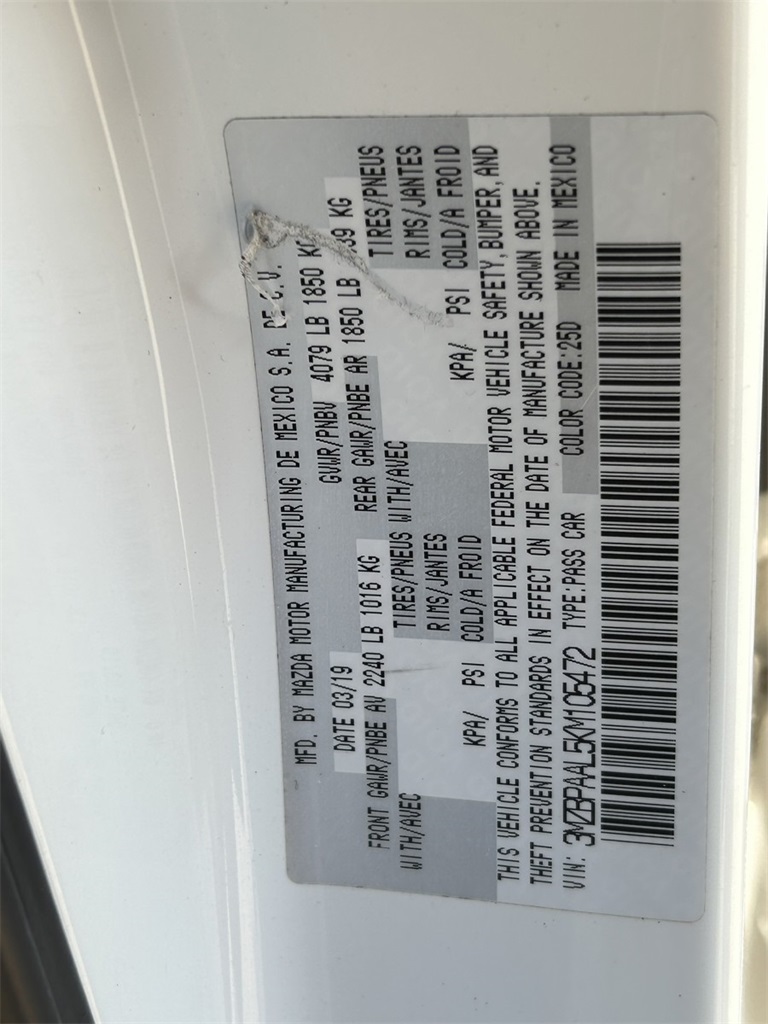 MFD. BY MAZDA MOTOR MANUFACTURING DE MEXICO S.A. DE C.V.
DATE 03/19 GVWR/PNBV 4079 LB 1850 KG
FRONT GAWR/PNBE AV 2240 LB 1016 KG REAR GAWR/PNBE AR 1850 LB KG
WITH/AVEC TIRES/PNEUS WITH/AVEC TIRES/PNEUS
RIMS/JANTES RIMS/JANTES
KPA/ PSI COLD/A FROID KPA/ PSI COLD/A FROID
THIS VEHICLE CONFORMS TO ALL APPLICABLE FEDERAL MOTOR VEHICLE SAFETY, BUMPER, AND
THEFT PREVENTION STANDARDS IN EFFECT ON THE DATE OF MANUFACTURE SHOWN ABOVE.
VIN: 3MZBPAAL5KM105472 TYPE:PASS CAR COLOR CODE:25D MADE IN MEXICO